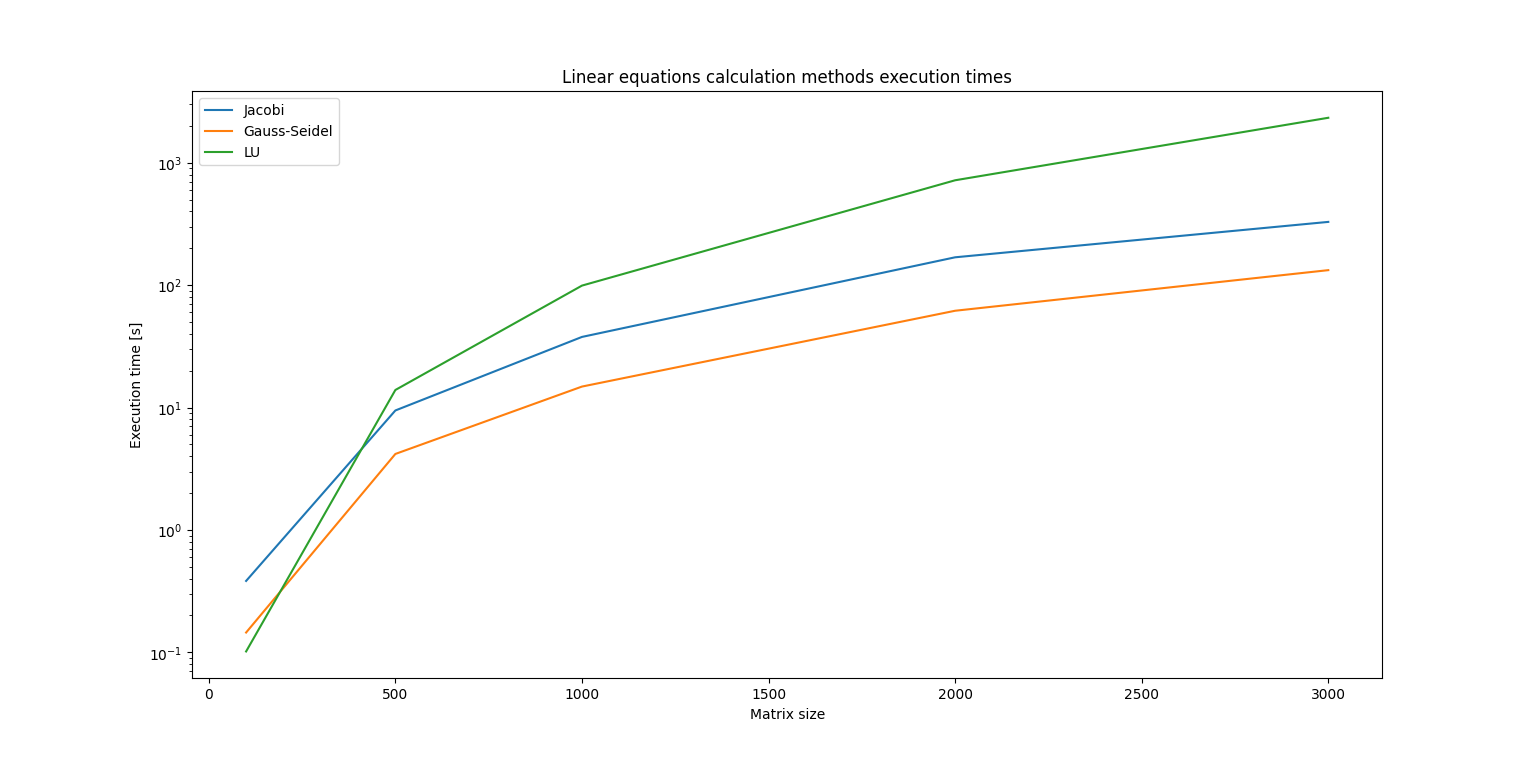 Linear equations calculation methods execution times
Jacobi
Gauss-Seidel
LU
Execution time [s]
10³
10²
10¹
10⁰
10⁻¹
0 500 1000 1500 2000 2500 3000
Matrix size